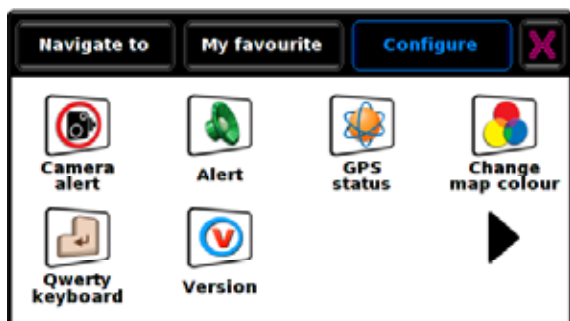 Navigate to My favourite Configure X
Camera alert
Alert
GPS status
Change map colour
Qwerty keyboard
V
Version